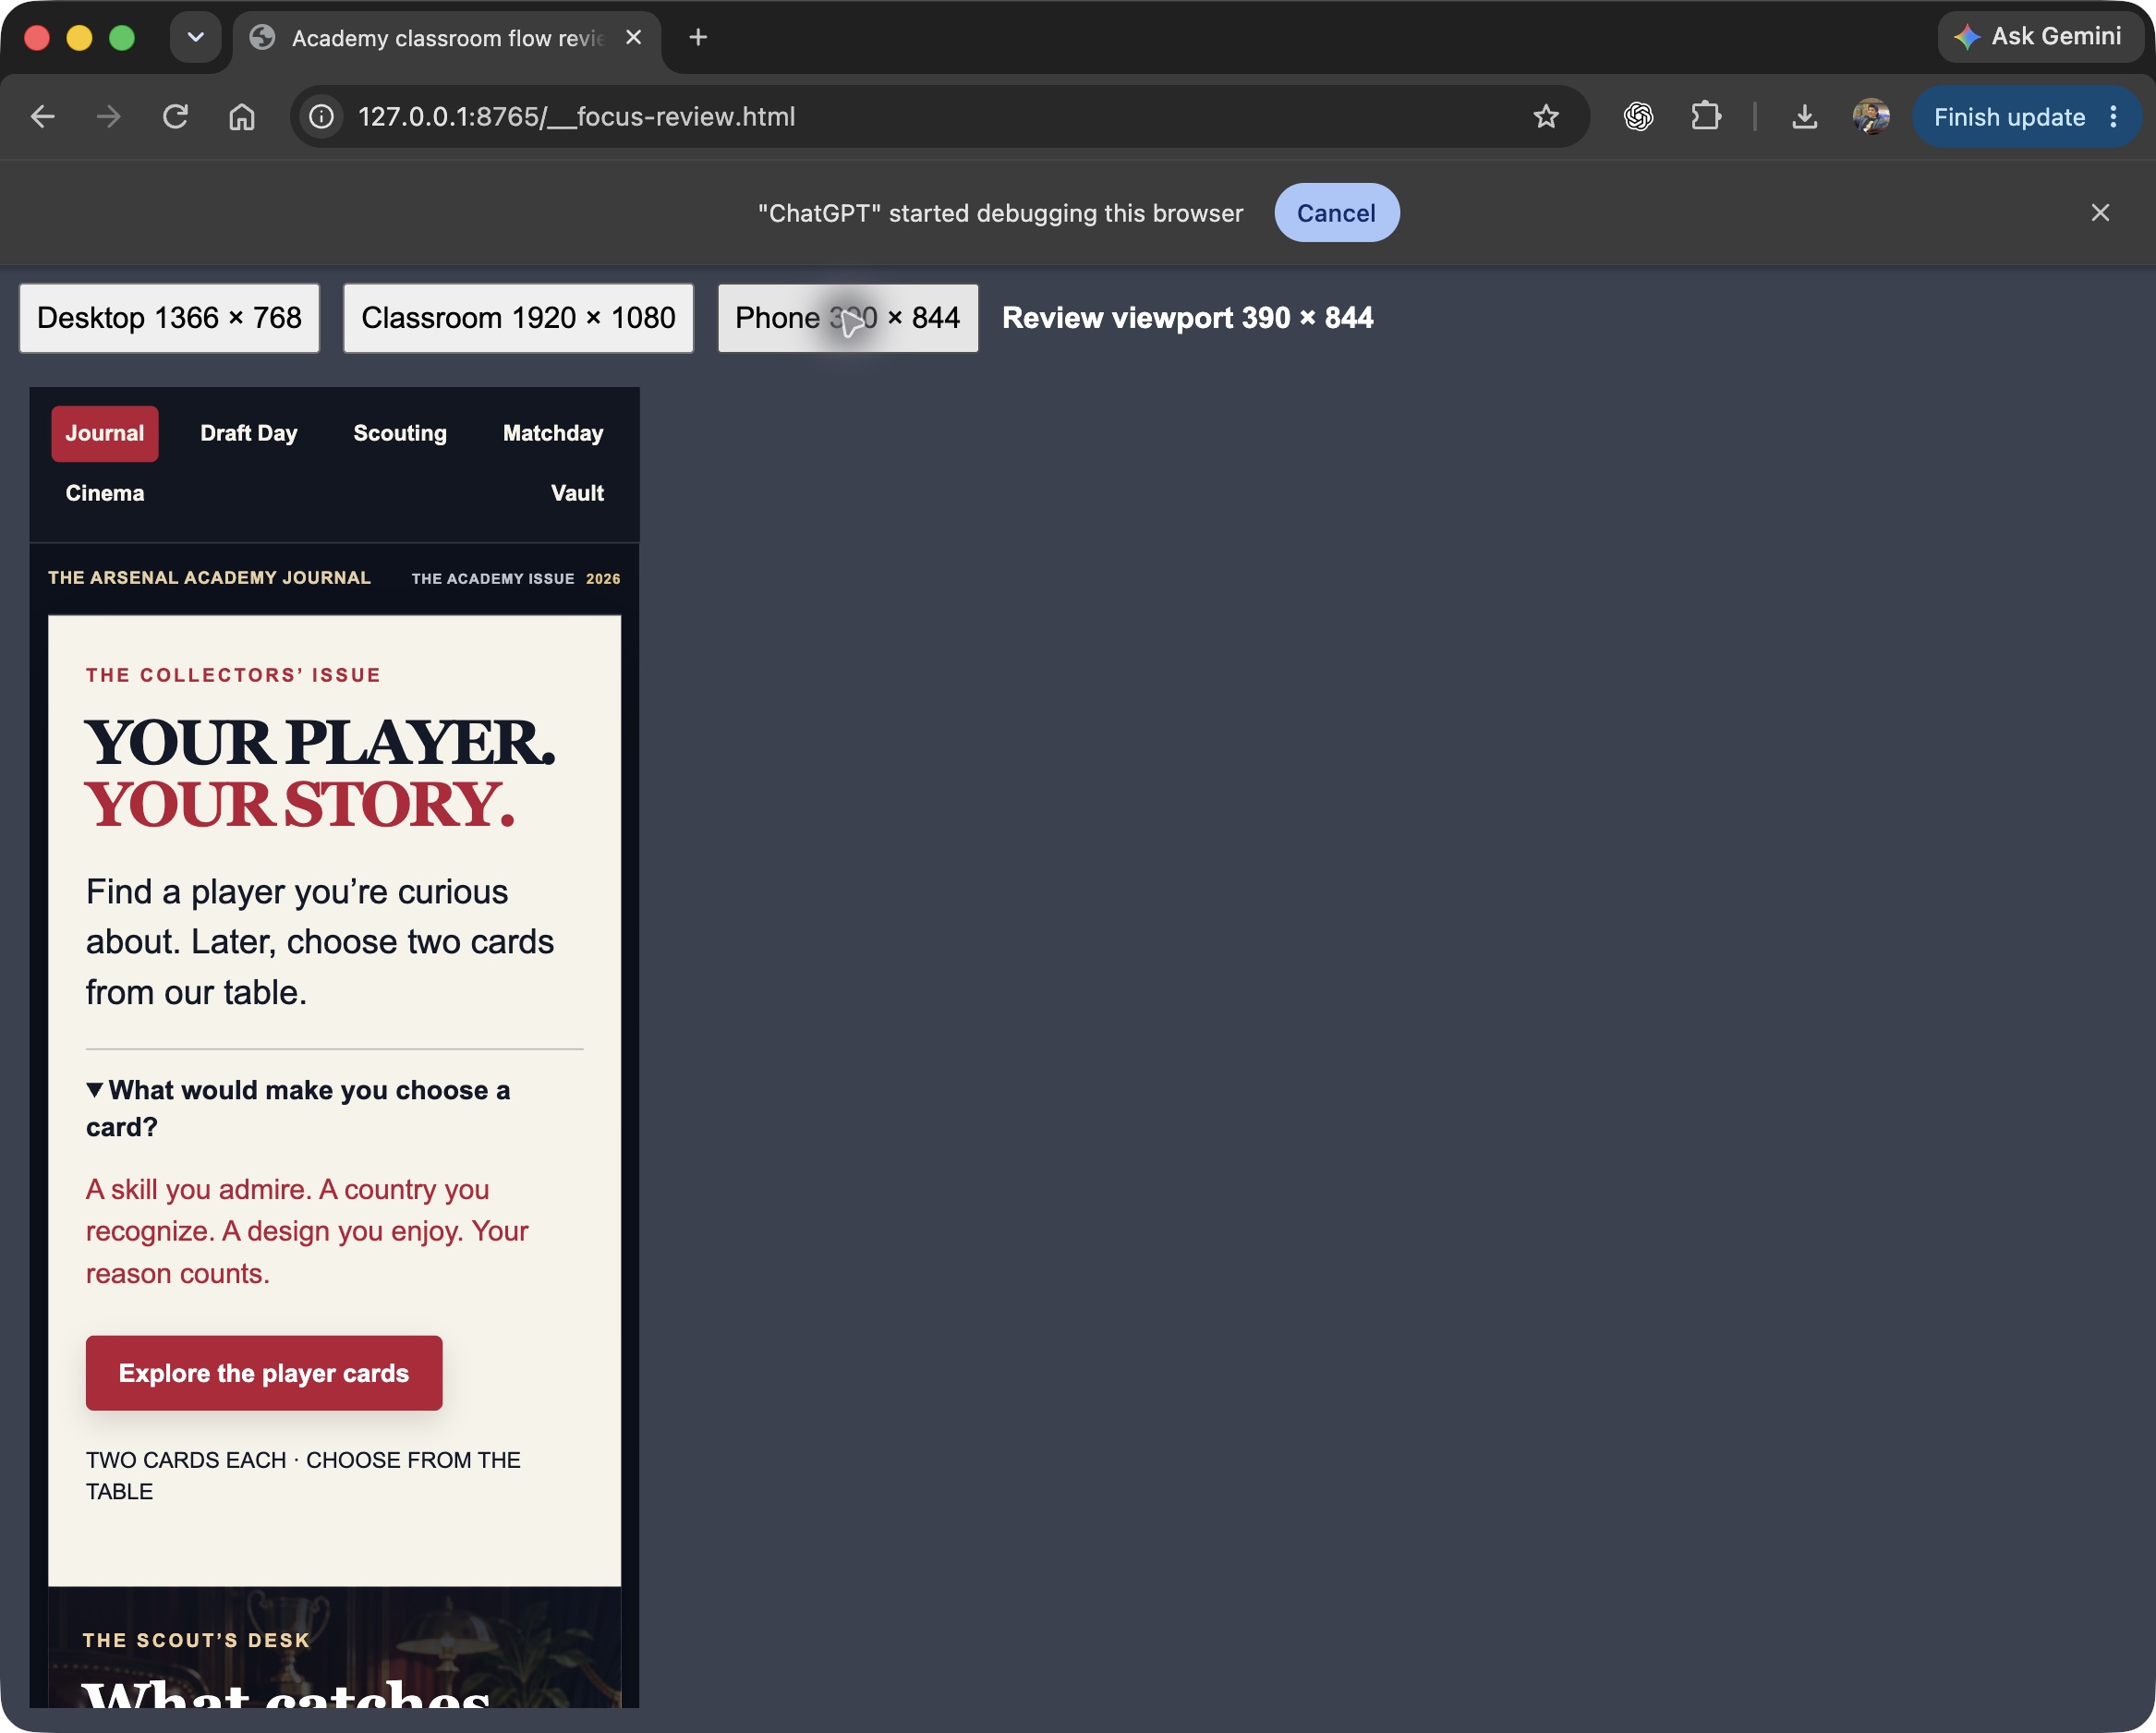 Academy classroom flow revie
Ask Gemini
127.0.0.1:8765/__focus-review.html
Finish update
"ChatGPT" started debugging this browser
Cancel
Desktop 1366 × 768
Classroom 1920 × 1080
Phone 390 × 844
Review viewport 390 × 844
Journal
Draft Day
Scouting
Matchday
Cinema
Vault
THE ARSENAL ACADEMY JOURNAL
THE ACADEMY ISSUE 2026
THE COLLECTORS’ ISSUE
YOUR PLAYER.
YOUR STORY.
Find a player you’re curious
about. Later, choose two cards
from our table.
▼ What would make you choose a
card?
A skill you admire. A country you
recognize. A design you enjoy. Your
reason counts.
Explore the player cards
TWO CARDS EACH · CHOOSE FROM THE
TABLE
THE SCOUT’S DESK
What catches